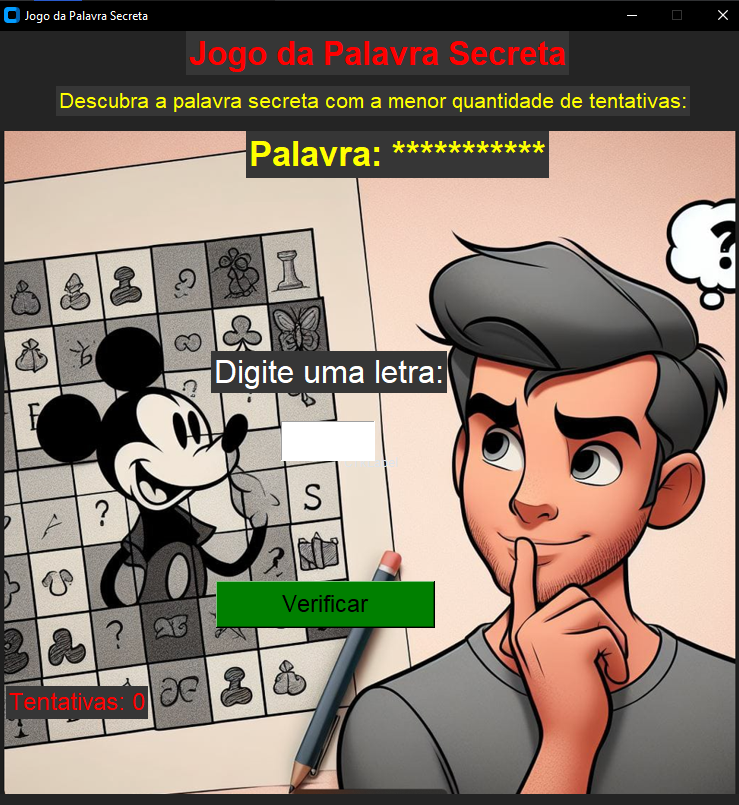 Jogo da Palavra Secreta
Jogo da Palavra Secreta
Descubra a palavra secreta com a menor quantidade de tentativas:
Palavra: ***********
?
Digite uma letra:
E
S
?
?
Verificar
?
Tentativas: 0